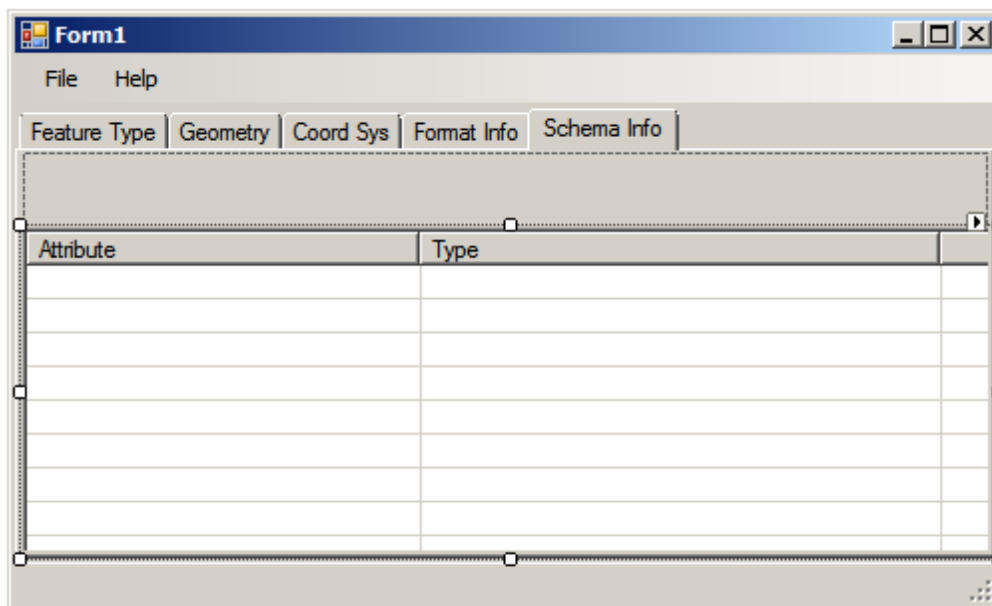 Form1
File Help
Feature Type Geometry Coord Sys Format Info Schema Info
Attribute Type